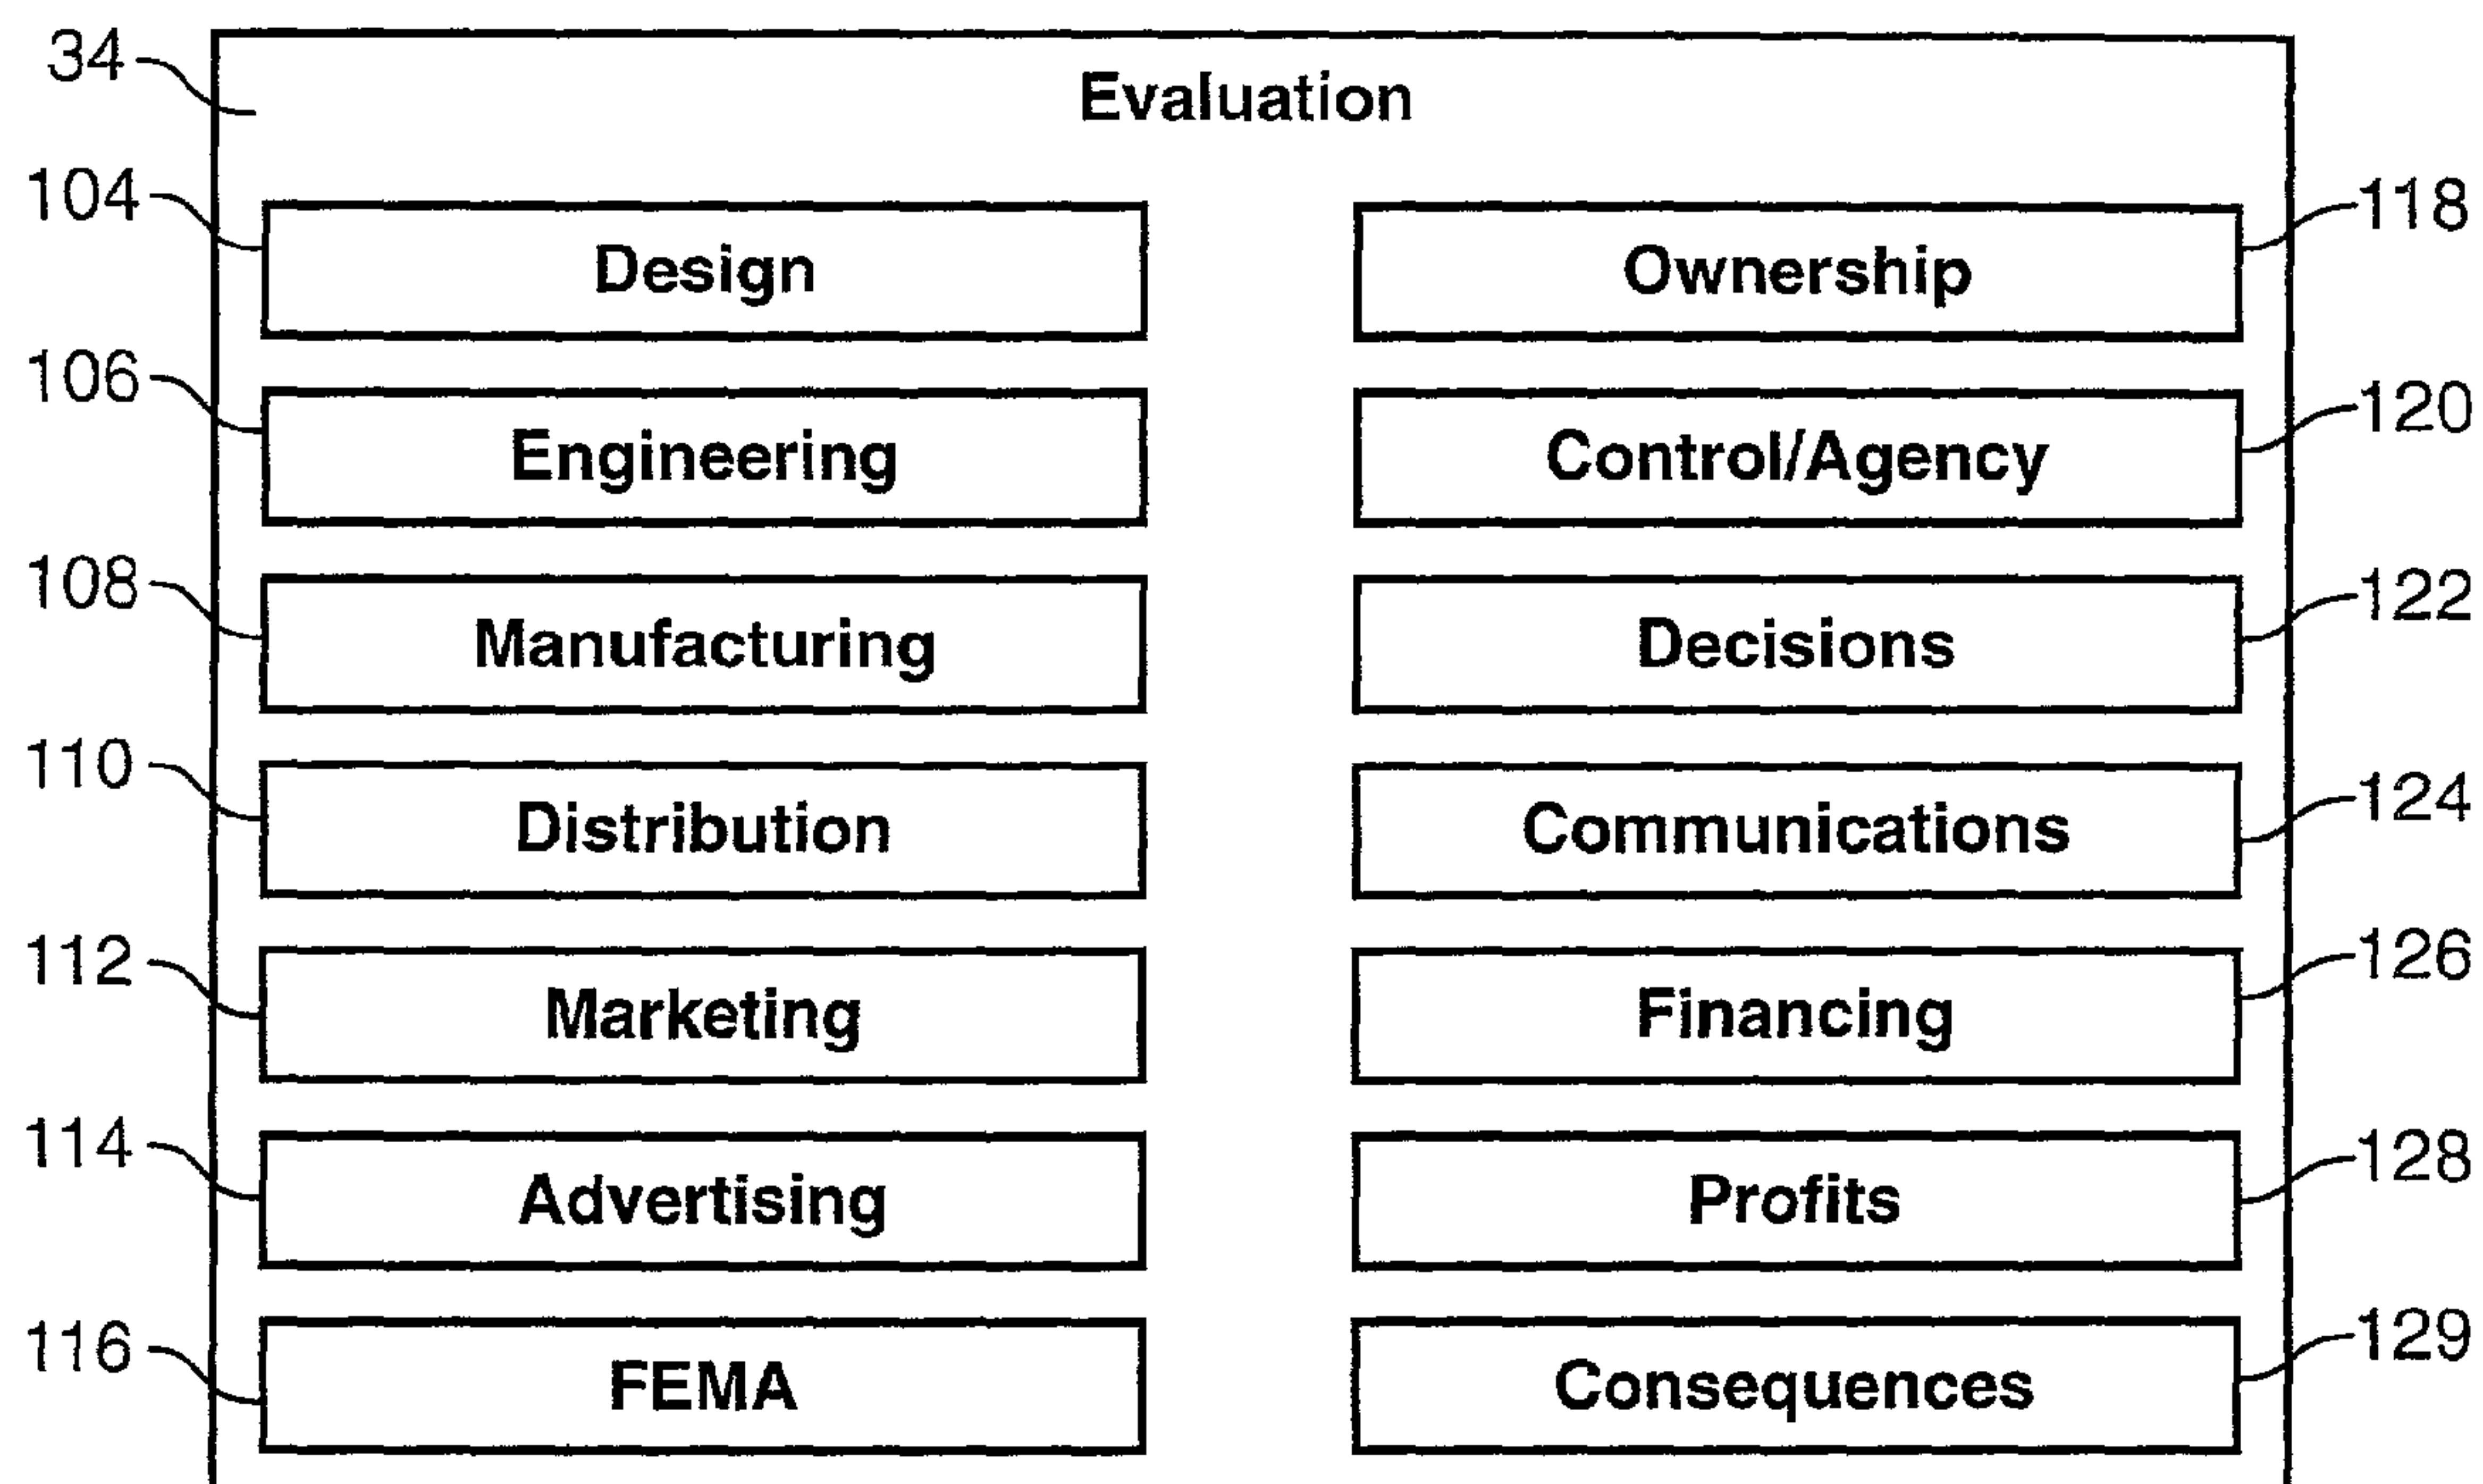 34 Evaluation
104 Design Ownership 118
106 Engineering Control/Agency 120
108 Manufacturing Decisions 122
110 Distribution Communications 124
112 Marketing Financing 126
114 Advertising Profits 128
116 FEMA Consequences 129